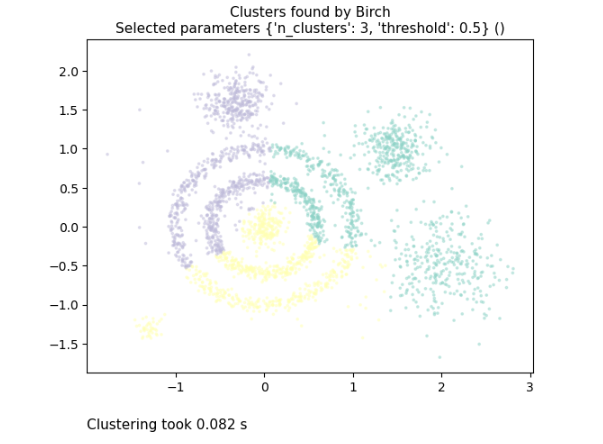 Clusters found by Birch
Selected parameters {'n_clusters': 3, 'threshold': 0.5} ()
2.0
1.5
1.0
0.5
0.0
−0.5
−1.0
−1.5
−1 0 1 2 3
Clustering took 0.082 s